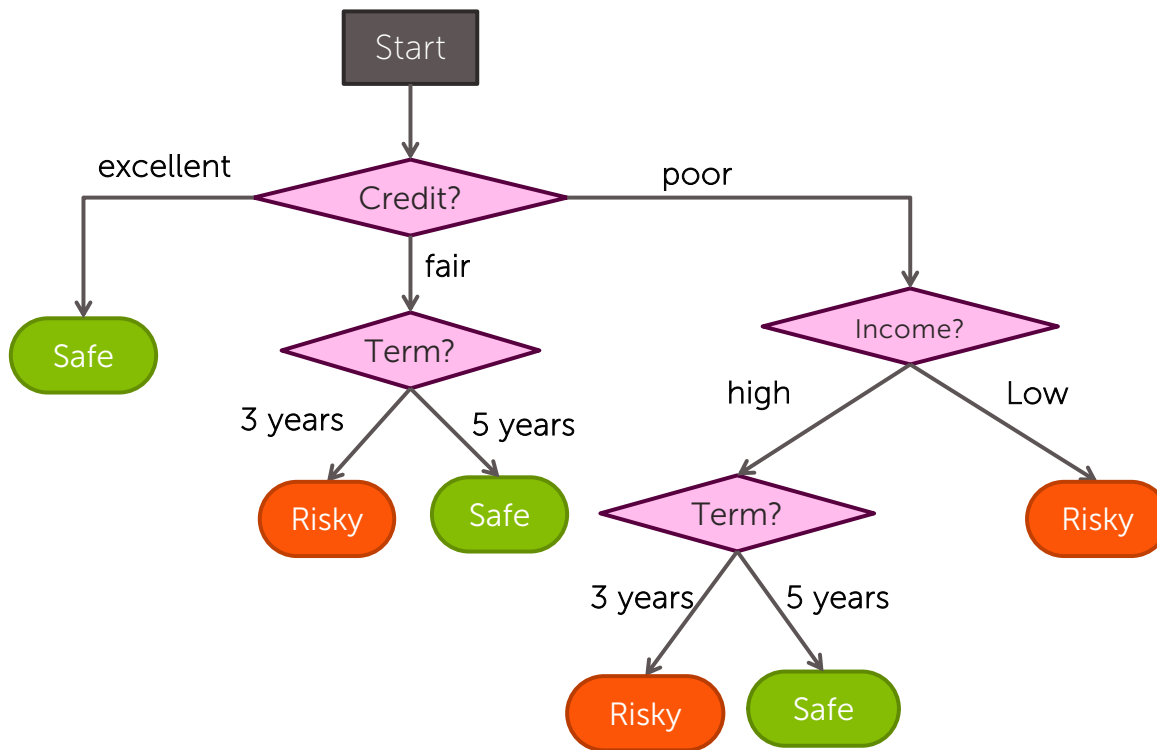 Start
excellent
Credit?
poor
fair
Safe
Term?
Income?
3 years
5 years
high
Low
Risky
Safe
Term?
Risky
3 years
5 years
Risky
Safe